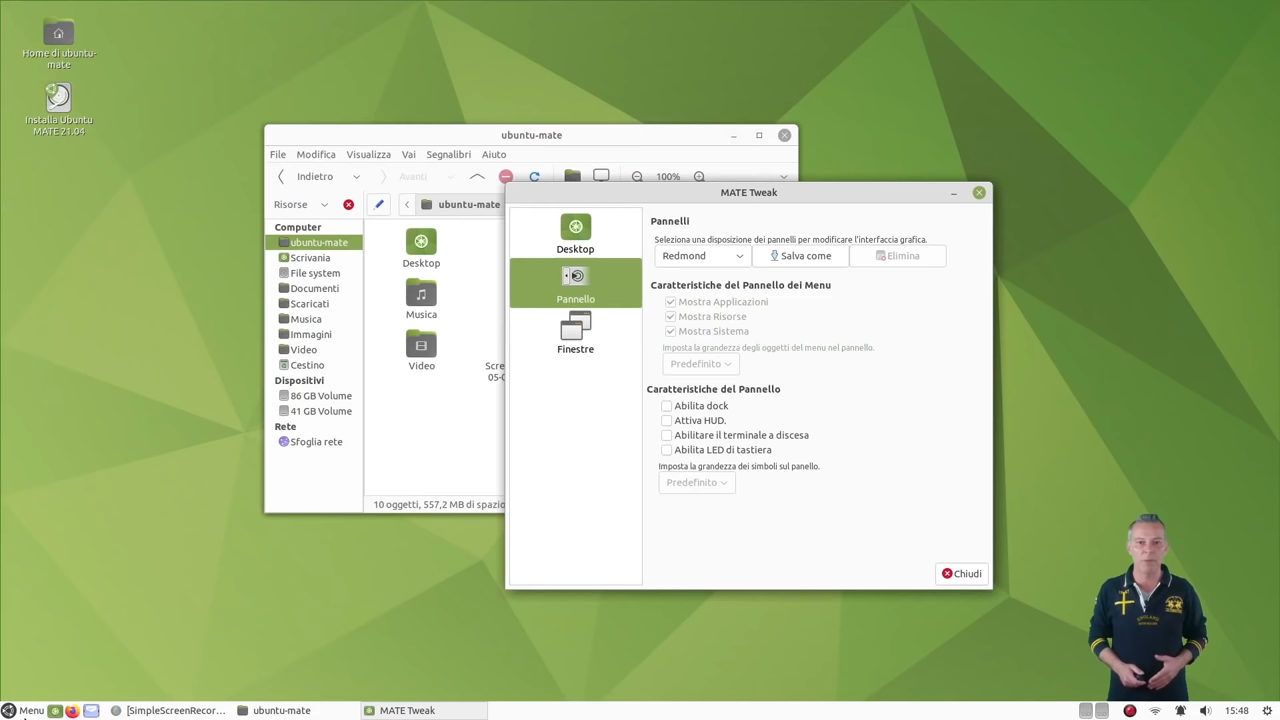 Home di ubuntu-
mate
Installa Ubuntu
MATE 21.04
ubuntu-mate
File Modifica Visualizza Vai Segnalibri Aiuto
Indietro Avanti 100%
Risorse ubuntu-mate
Computer
ubuntu-mate
Scrivania
File system
Documenti
Scaricati
Musica
Immagini
Video
Cestino
Dispositivi
86 GB Volume
41 GB Volume
Rete
Sfoglia rete
Desktop
Musica
Video
Scre
05-0
10 oggetti, 557,2 MB di spazio
MATE Tweak
Desktop
Pannello
Finestre
Pannelli
Seleziona una disposizione dei pannelli per modificare l'interfaccia grafica.
Redmond Salva come Elimina
Caratteristiche del Pannello dei Menu
Mostra Applicazioni
Mostra Risorse
Mostra Sistema
Imposta la grandezza degli oggetti del menu nel pannello.
Predefinito
Caratteristiche del Pannello
Abilita dock
Attiva HUD.
Abilitare il terminale a discesa
Abilita LED di tastiera
Imposta la grandezza dei simboli sul panello.
Predefinito
Chiudi
ENGLAND
Menu [SimpleScreenRecor... ubuntu-mate MATE Tweak 15:48